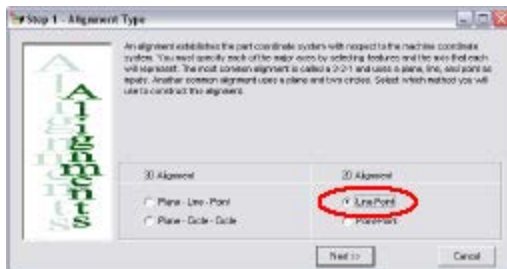 Step 1 - Alignment Type
An alignment establishes the part coordinate system with respect to the machine coordinate
system. You must specify each of the major axes by selecting features and the axis that each
will represent. The most common alignment is called a 3-2-1 and uses a plane, line, and point as
inputs. Another common alignment uses a plane and two circles. Select which method you will
use to construct the alignment.
Alignments
3D Alignment
2D Alignment
Plane - Line - Point
Line-Point
Plane - Circle - Circle
Next >>
Cancel